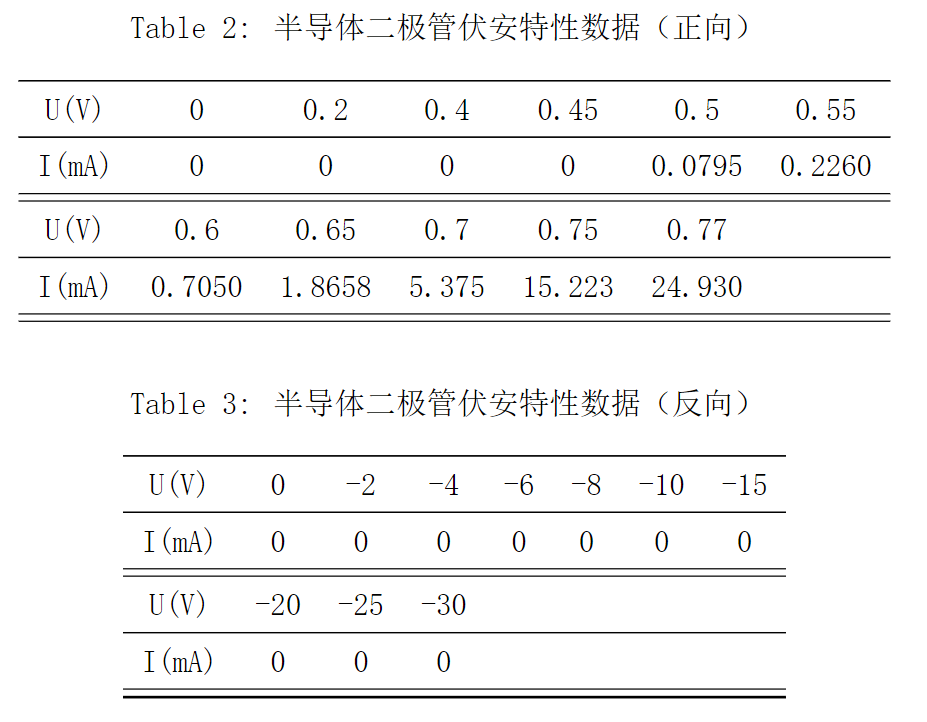 Table 2: 半导体二极管伏安特性数据（正向）
U(V) 0 0.2 0.4 0.45 0.5 0.55
I(mA) 0 0 0 0 0.0795 0.2260
U(V) 0.6 0.65 0.7 0.75 0.77
I(mA) 0.7050 1.8658 5.375 15.223 24.930
Table 3: 半导体二极管伏安特性数据（反向）
U(V) 0 -2 -4 -6 -8 -10 -15
I(mA) 0 0 0 0 0 0 0
U(V) -20 -25 -30
I(mA) 0 0 0